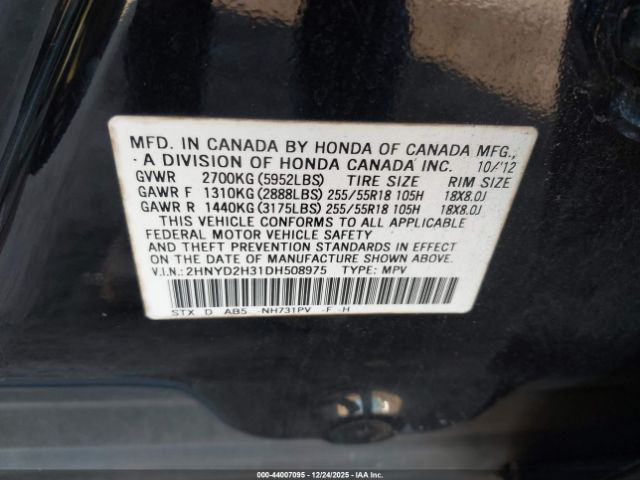 MFD. IN CANADA BY HONDA OF CANADA MFG.,
A DIVISION OF HONDA CANADA INC. 10/'12
GVWR 2700KG(5952LBS) TIRE SIZE RIM SIZE
GAWR F 1310KG(2888LBS) 255/55R18 105H 18X8.0J
GAWR R 1440KG(3175LBS) 255/55R18 105H 18X8.0J
THIS VEHICLE CONFORMS TO ALL APPLICABLE
FEDERAL MOTOR VEHICLE SAFETY
AND THEFT PREVENTION STANDARDS IN EFFECT
ON THE DATE OF MANUFACTURE SHOWN ABOVE.
V.I.N.: 2HNYD2H31DH508975 TYPE: MPV
STX D AB5 -NH731PV -F -H
000-44007095 - 12/24/2025 - IAAI.com